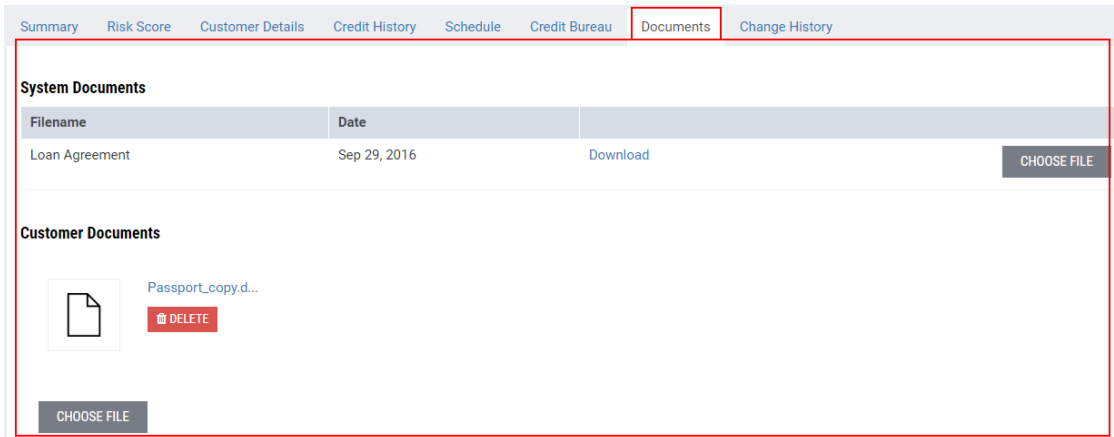 Summary Risk Score Customer Details Credit History Schedule Credit Bureau Documents Change History
System Documents
Filename Date
Loan Agreement Sep 29, 2016 Download CHOOSE FILE
Customer Documents
Passport_copy.d...
DELETE
CHOOSE FILE